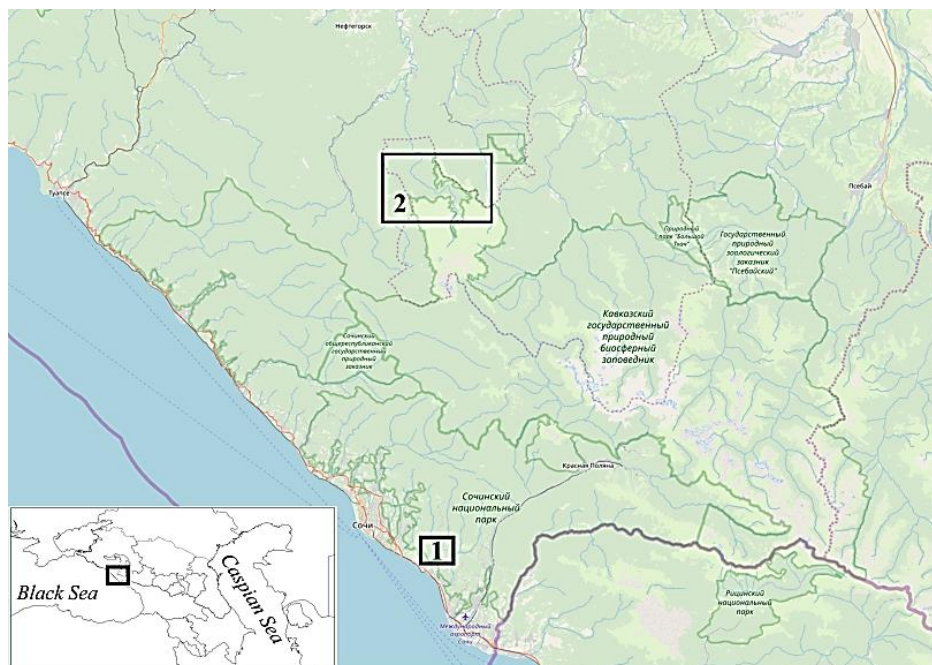 Нефтегорск
Туапсе
Псебай
2
Природный
парк "Большой
Тхач"
Государственный
природный
зоологический
заказник
"Псебайский"
Кавказский
государственный
природный
биосферный
заповедник
Сочинский
общереспубликанский
государственный
природный
заказник
Красная Поляна
Сочинский
национальный
парк
Сочи
1
Рицинский
национальный
парк
Международный
аэропорт
Сочи
Black Sea
Caspian Sea